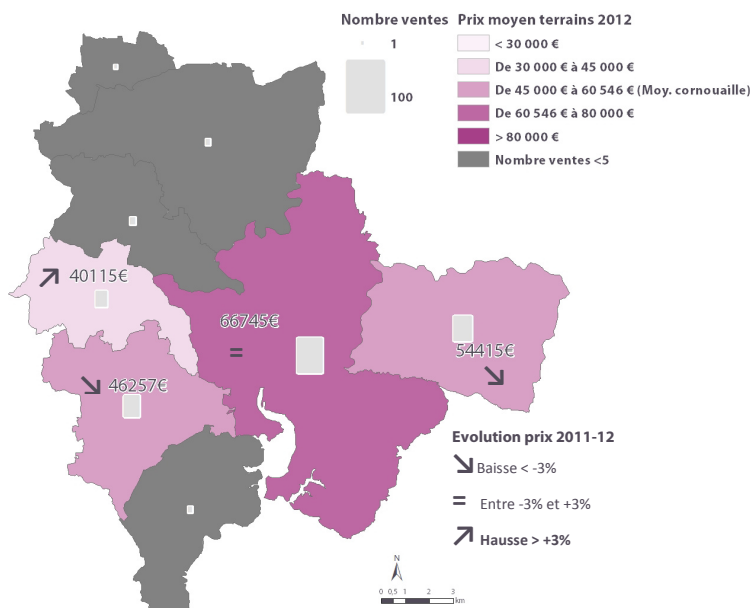 Nombre ventes
1
100
Prix moyen terrains 2012
< 30 000 €
De 30 000 € à 45 000 €
De 45 000 € à 60 546 € (Moy. cornouaille)
De 60 546 € à 80 000 €
> 80 000 €
Nombre ventes <5
40115€
66745€
=
54415€
46257€
Evolution prix 2011-12
Baisse < -3%
= Entre -3% et +3%
Hausse > +3%
N
0 0,5 1 2 3
km